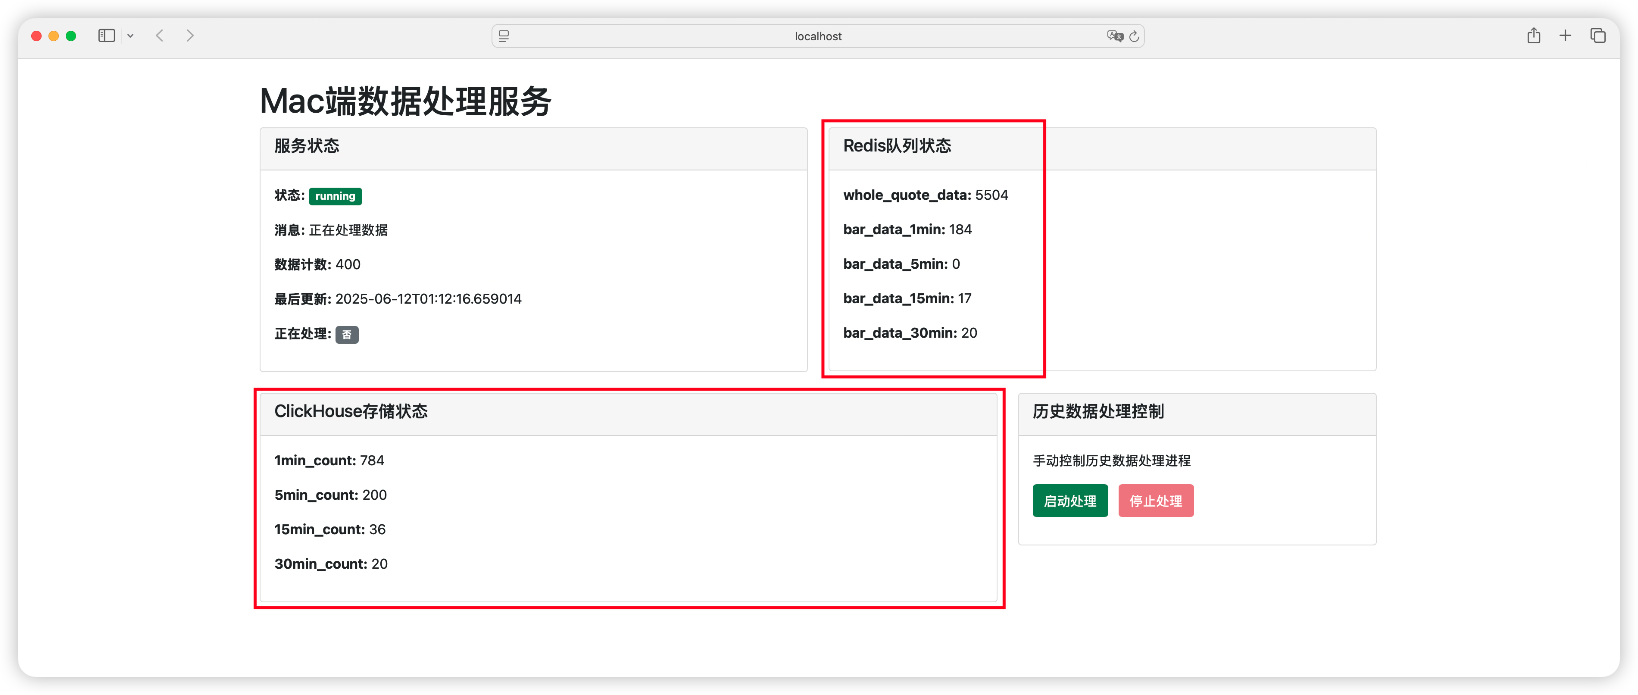 localhost
Mac端数据处理服务
服务状态
状态: running
消息: 正在处理数据
数据计数: 400
最后更新: 2025-06-12T01:12:16.659014
正在处理: 否
Redis队列状态
whole_quote_data: 5504
bar_data_1min: 184
bar_data_5min: 0
bar_data_15min: 17
bar_data_30min: 20
ClickHouse存储状态
1min_count: 784
5min_count: 200
15min_count: 36
30min_count: 20
历史数据处理控制
手动控制历史数据处理进程
启动处理 停止处理